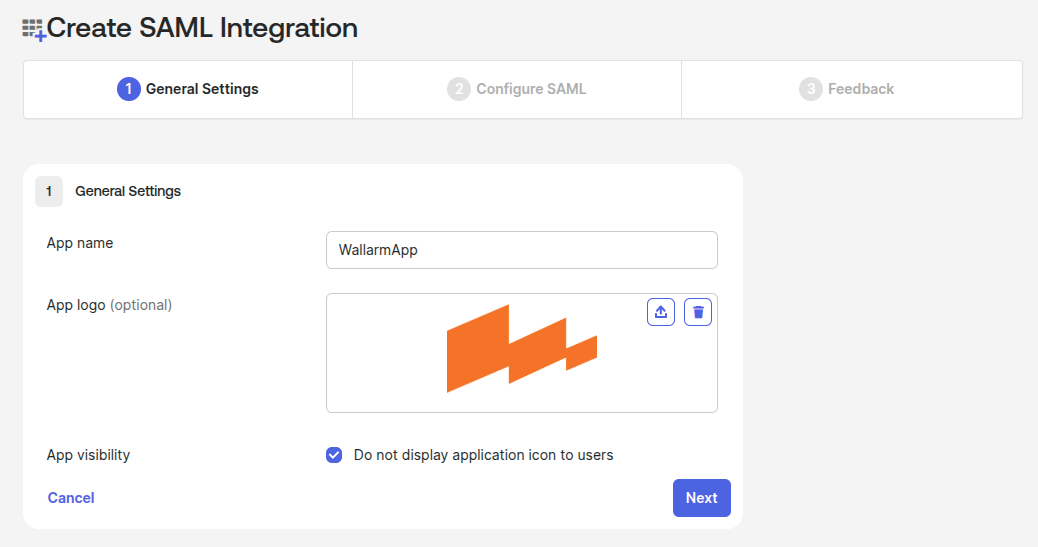 Create SAML Integration
1 General Settings
2 Configure SAML
3 Feedback
1 General Settings
App name
WallarmApp
App logo (optional)
App visibility
Do not display application icon to users
Cancel
Next